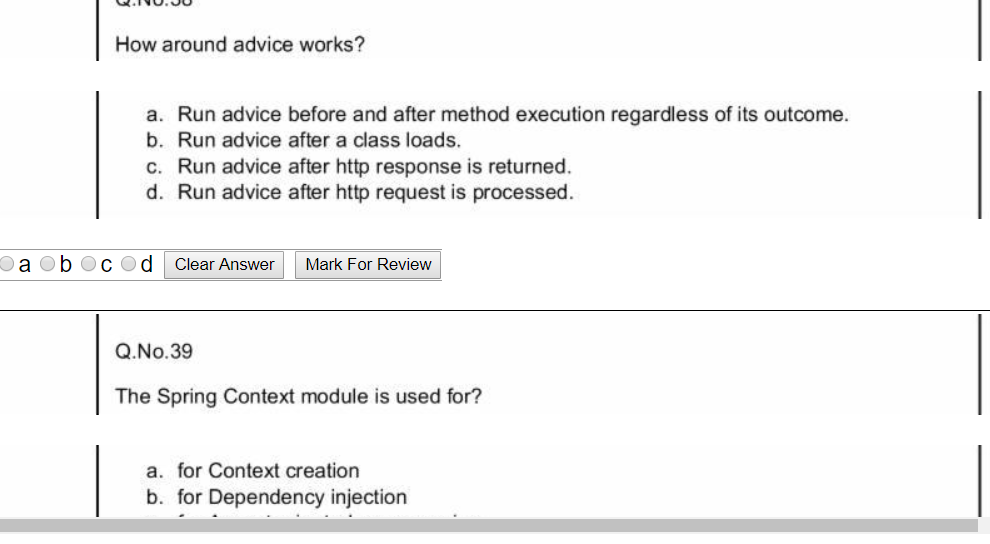 Q.No.38
How around advice works?
a. Run advice before and after method execution regardless of its outcome.
b. Run advice after a class loads.
c. Run advice after http response is returned.
d. Run advice after http request is processed.
a b c d Clear Answer Mark For Review
Q.No.39
The Spring Context module is used for?
a. for Context creation
b. for Dependency injection